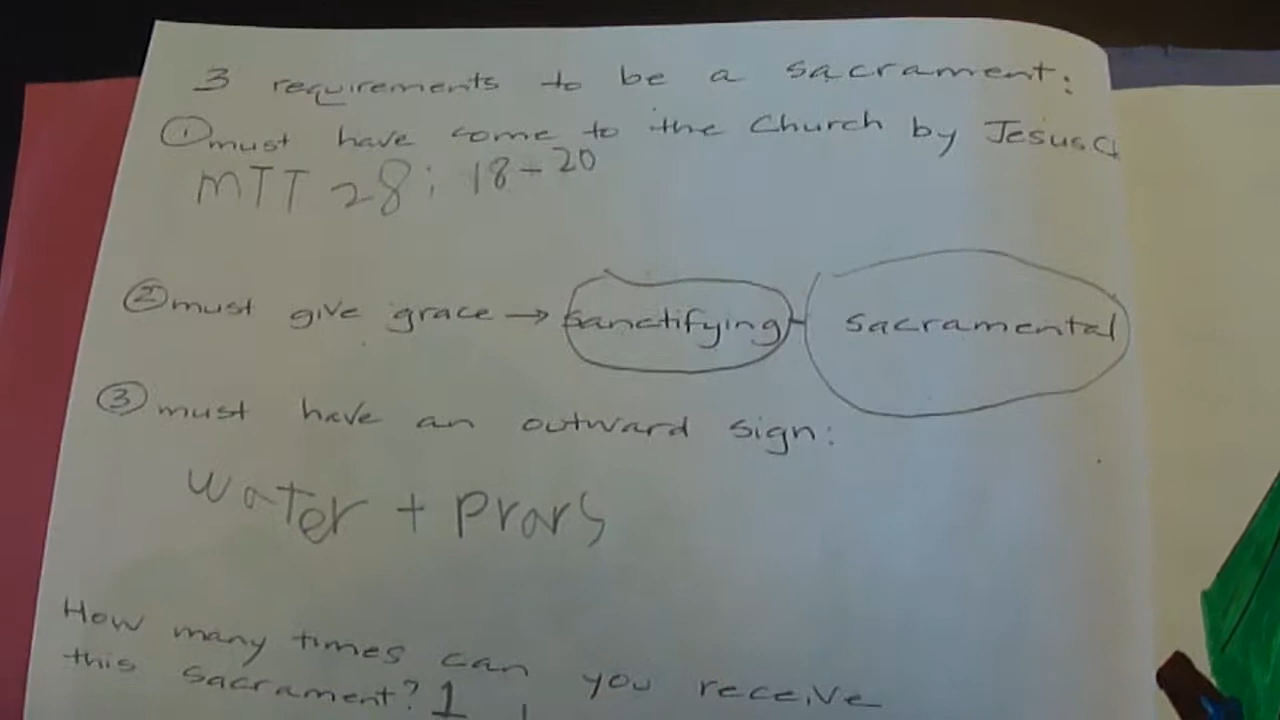 3 requirements to be a sacrament:
① must have come to the Church by Jesus
MTT 28: 18-20
② must give grace → sanctifying - sacramental
③ must have an outward sign:
water + Prars
How many times can you receive
this sacrament? 1